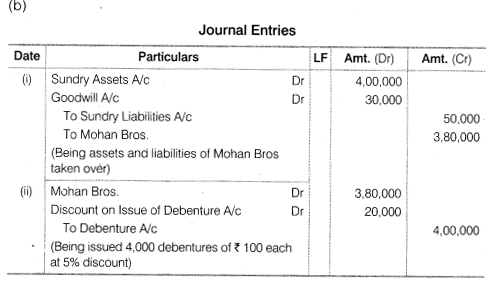 (b)
Journal Entries
Date Particulars LF Amt. (Dr) Amt. (Cr)
(i) Sundry Assets A/c Dr 4,00,000
Goodwill A/c Dr 30,000
To Sundry Liabilities A/c 50,000
To Mohan Bros. 3,80,000
(Being assets and liabilities of Mohan Bros
taken over)
(ii) Mohan Bros. Dr 3,80,000
Discount on Issue of Debenture A/c Dr 20,000
To Debenture A/c 4,00,000
(Being issued 4,000 debentures of ₹ 100 each
at 5% discount)